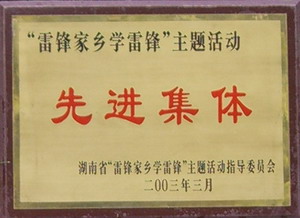 “雷锋家乡学雷锋”主题活动
先进集体
湖南省“雷锋家乡学雷锋”主题活动指导委员会
二00三年三月